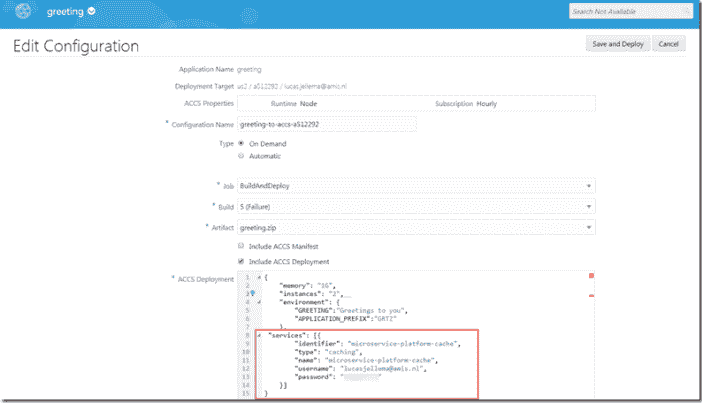 greeting
Search Not Available
Edit Configuration
Save and Deploy
Cancel
Application Name greeting
Deployment Target us2 / a512292 / lucas.jellema@amis.nl
ACCS Properties Runtime Node Subscription Hourly
* Configuration Name greeting-to-accs-a512292
Type On Demand
Automatic
* Job BuildAndDeploy
* Build 5 (Failure)
* Artifact greeting.zip
Include ACCS Manifest
Include ACCS Deployment
* ACCS Deployment
1 {
2 "memory": "1G",
3 "instances": "2",
4 "environment": {
5 "GREETING":"Greetings to you",
6 "APPLICATION_PREFIX":"GRTZ"
7 },
8 "services": [{
9 "identifier": "microservice-platform-cache",
10 "type": "caching",
11 "name": "microservice-platform-cache",
12 "username": "lucasjellema@amis.nl",
13 "password": "
14 }]
15 }